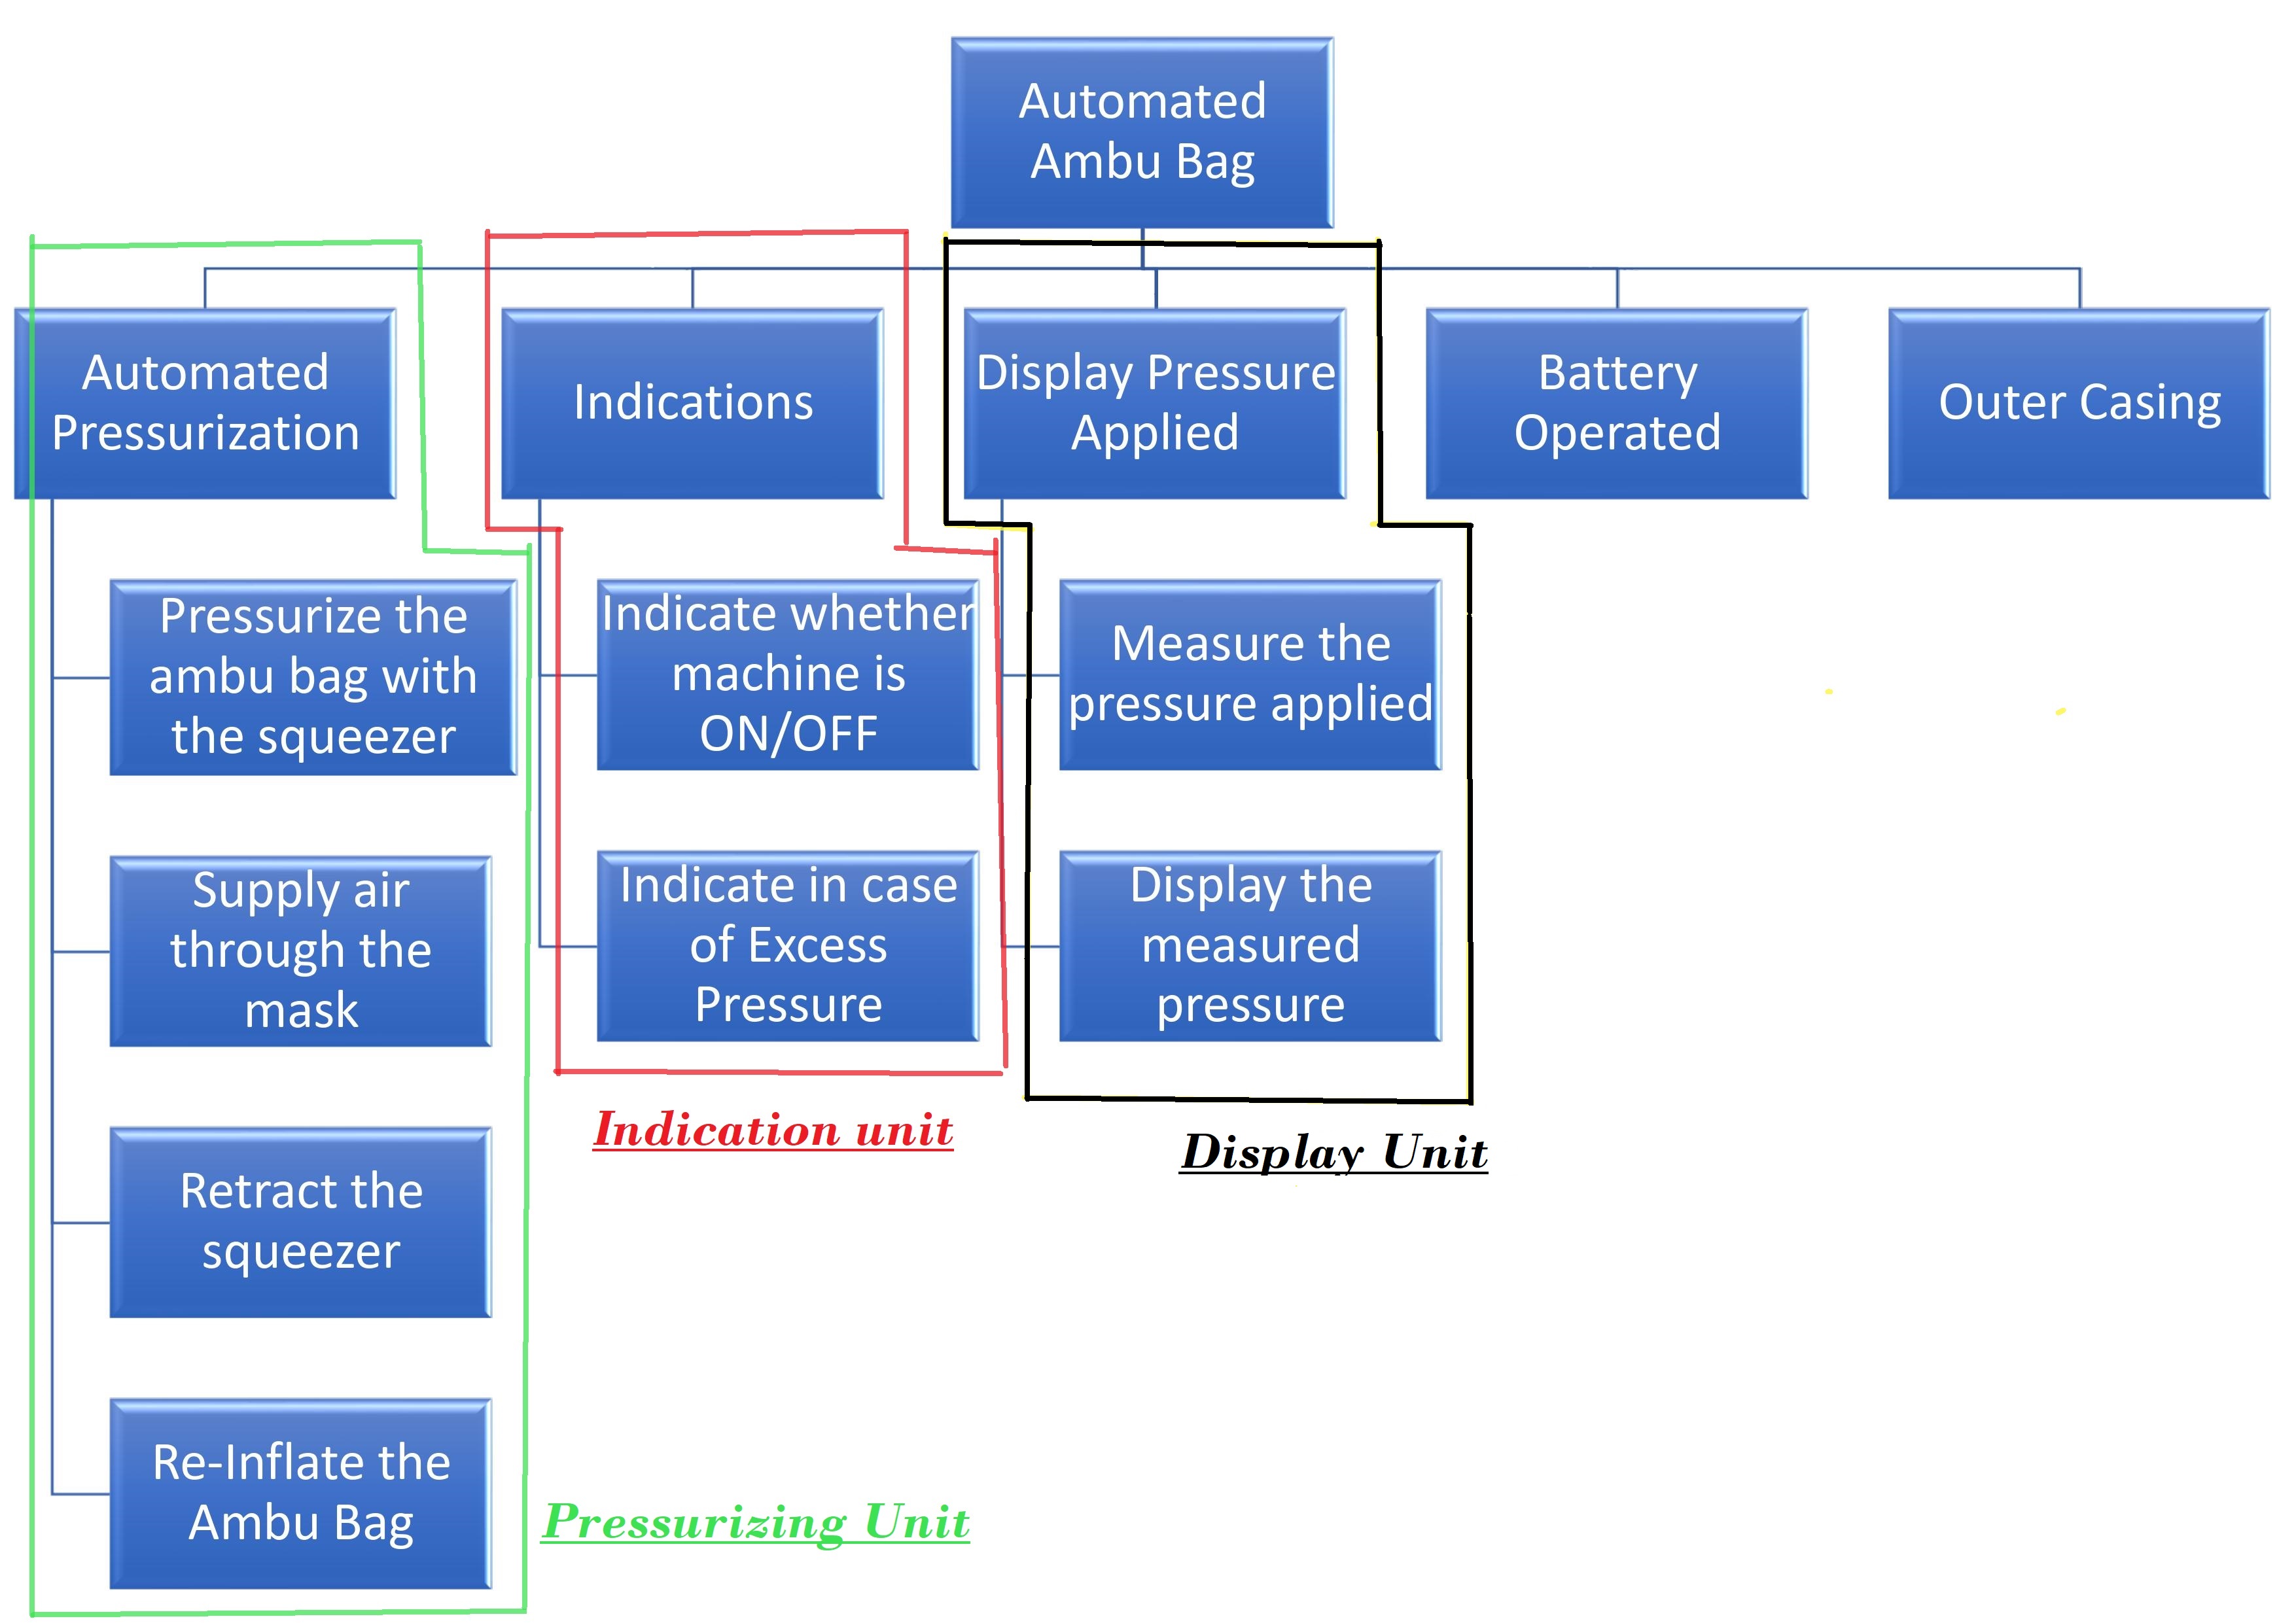 Automated
Ambu Bag
Automated
Pressurization
Indications
Display Pressure
Applied
Battery
Operated
Outer Casing
Pressurize the
ambu bag with
the squeezer
Supply air
through the
mask
Retract the
squeezer
Re-Inflate the
Ambu Bag
Pressurizing Unit
Indicate whether
machine is
ON/OFF
Indicate in case
of Excess
Pressure
Indication unit
Measure the
pressure applied
Display the
measured
pressure
Display Unit